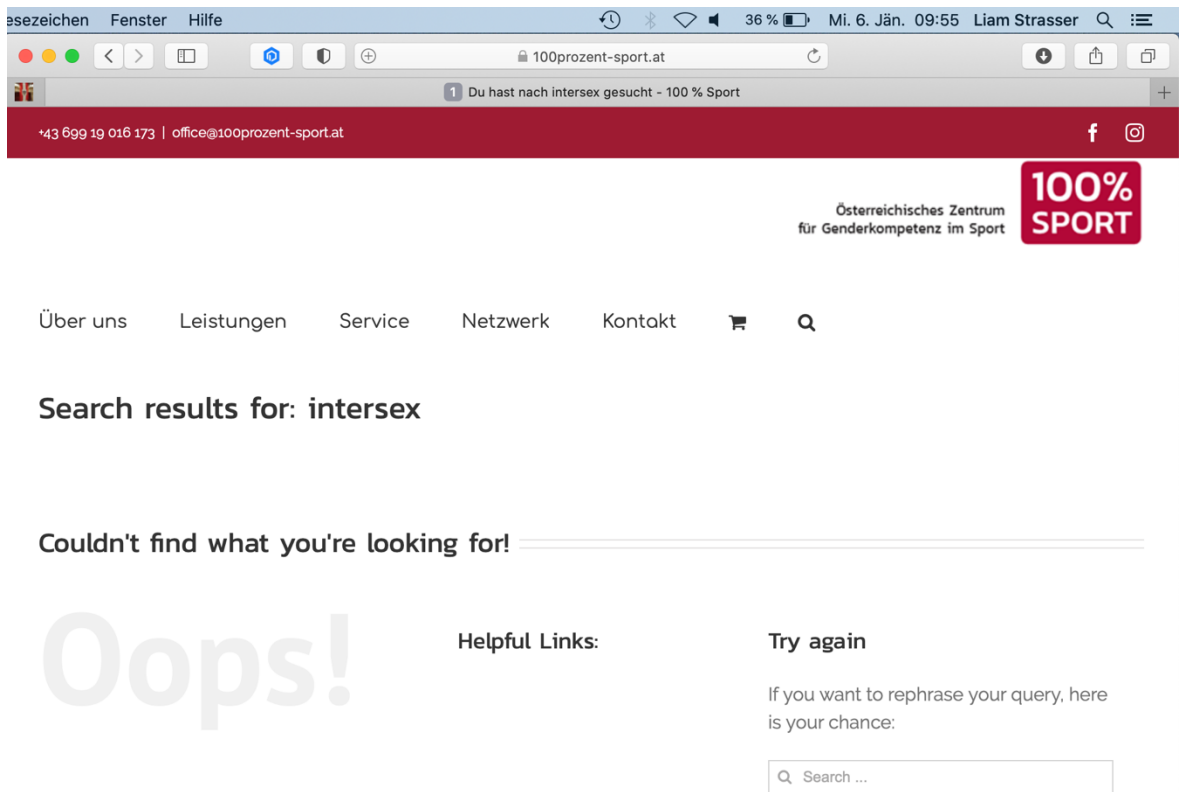 esezeichen Fenster Hilfe 36 % Mi. 6. Jän. 09:55 Liam Strasser
100prozent-sport.at
1 Du hast nach intersex gesucht - 100 % Sport
+43 699 19 016 173 | office@100prozent-sport.at
100%
SPORT
Österreichisches Zentrum
für Genderkompetenz im Sport
Über uns Leistungen Service Netzwerk Kontakt
Search results for: intersex
Couldn't find what you're looking for!
Oops!
Helpful Links:
Try again
If you want to rephrase your query, here
is your chance:
Search ...